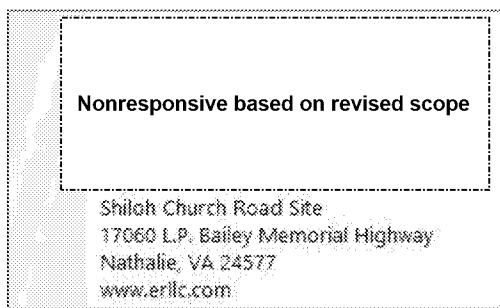 Nonresponsive based on revised scope
Shiloh Church Road Site
17060 L.P. Bailey Memorial Highway
Nathalie, VA 24577
www.erllc.com